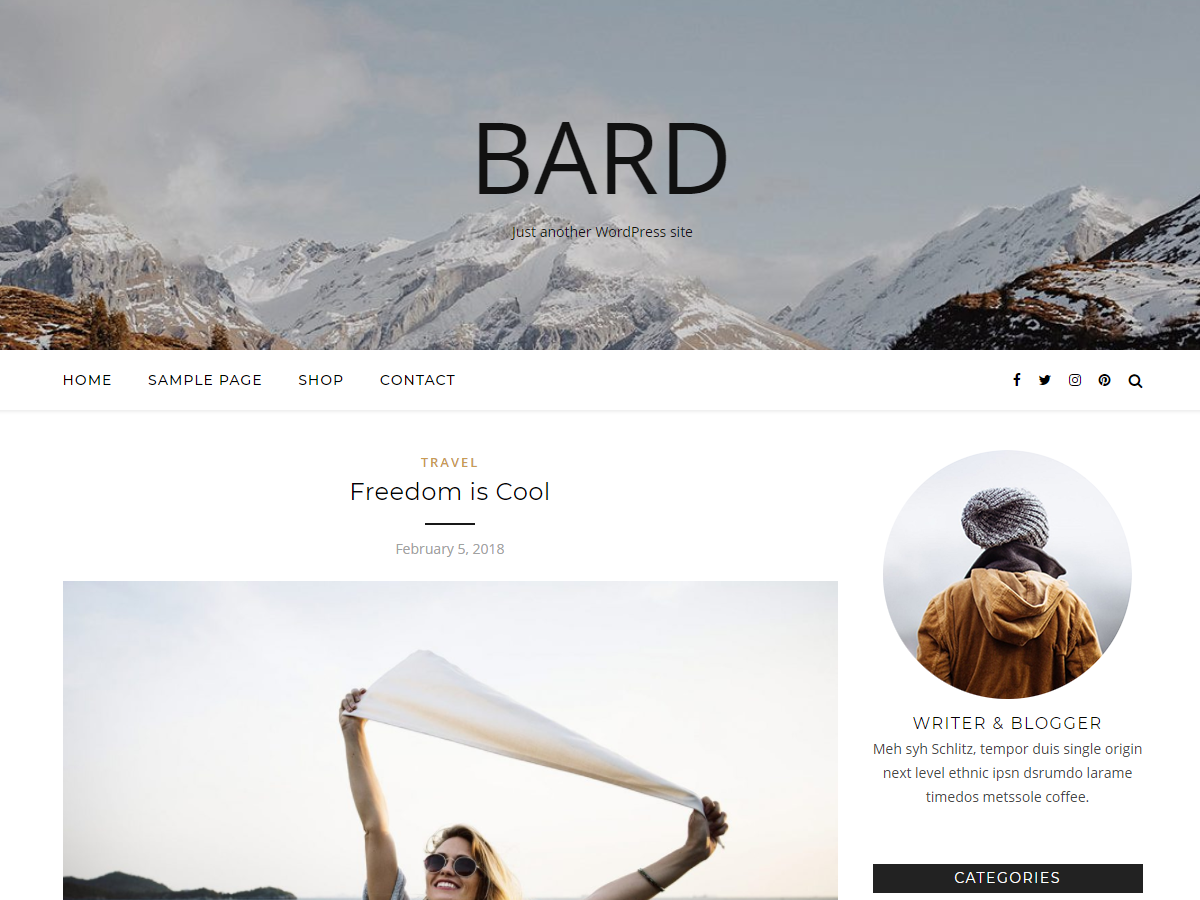 BARD
Just another WordPress site
HOME
SAMPLE PAGE
SHOP
CONTACT
TRAVEL
Freedom is Cool
February 5, 2018
WRITER & BLOGGER
Meh syh Schlitz, tempor duis single origin
next level ethnic ipsn dsrumdo larame
timedos metssole coffee.
CATEGORIES